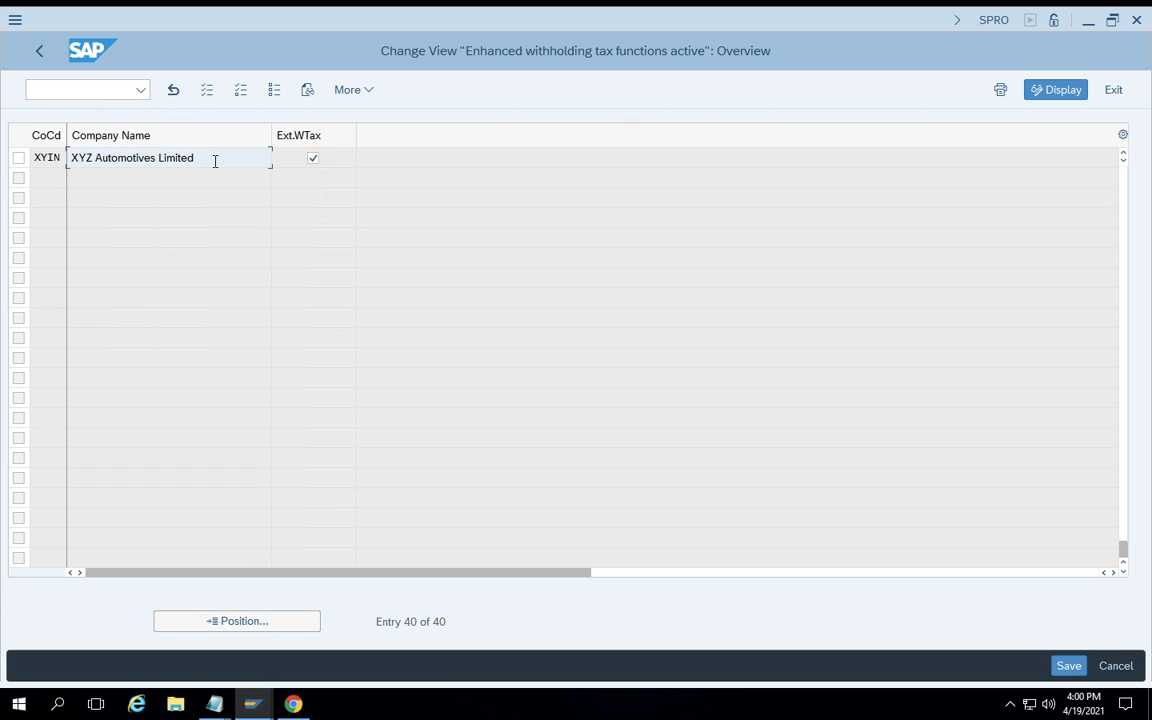 SPRO
SAP
Change View "Enhanced withholding tax functions active": Overview
More
Display
Exit
CoCd Company Name Ext.WTax
XYIN XYZ Automotives Limited
Position...
Entry 40 of 40
Save
Cancel
4:00 PM
4/19/2021